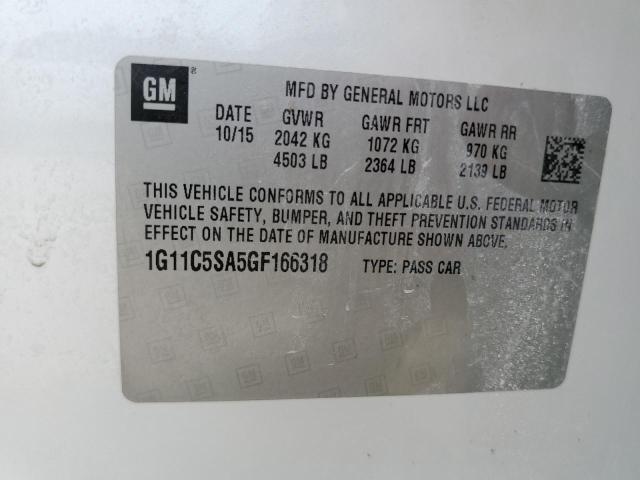 GM
MFD BY GENERAL MOTORS LLC
DATE GVWR GAWR FRT GAWR RR
10/15 2042 KG 1072 KG 970 KG
4503 LB 2364 LB 2139 LB
THIS VEHICLE CONFORMS TO ALL APPLICABLE U.S. FEDERAL MOTOR
VEHICLE SAFETY, BUMPER, AND THEFT PREVENTION STANDARDS IN
EFFECT ON THE DATE OF MANUFACTURE SHOWN ABOVE.
1G11C5SA5GF166318 TYPE: PASS CAR